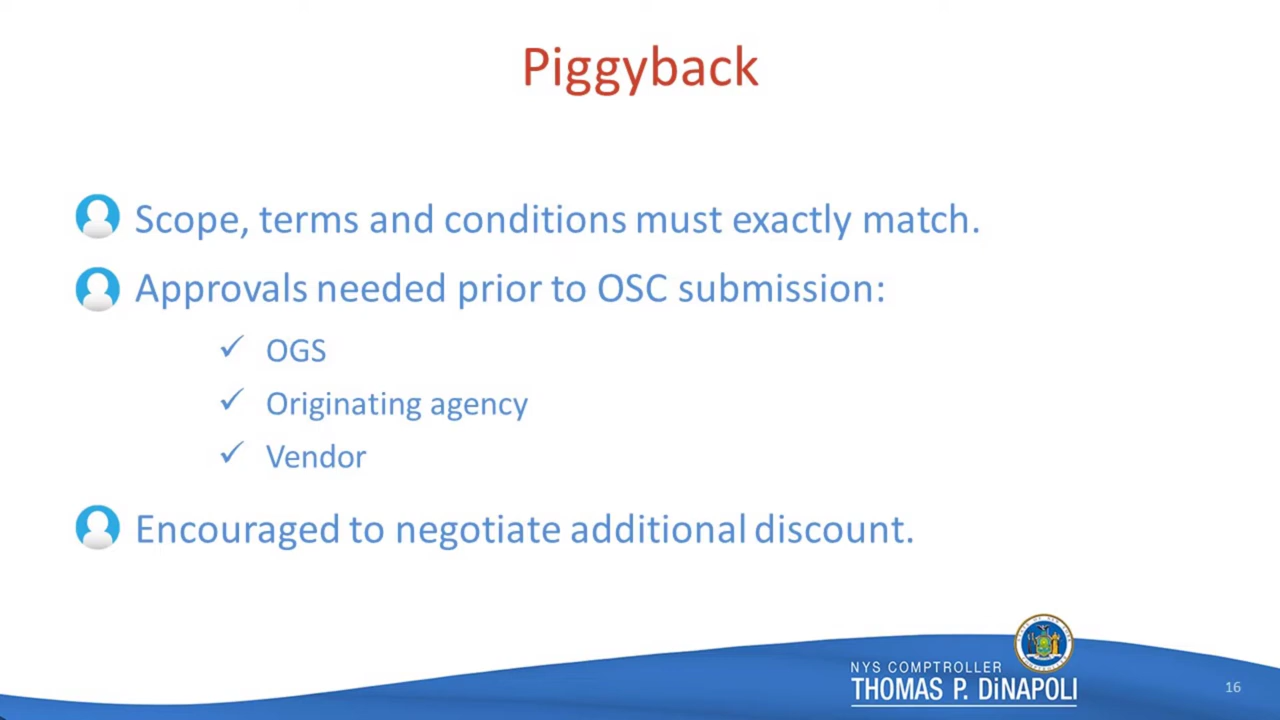 Piggyback
Scope, terms and conditions must exactly match.
Approvals needed prior to OSC submission:
OGS
Originating agency
Vendor
Encouraged to negotiate additional discount.
NYS COMPTROLLER
THOMAS P. DiNAPOLI
16